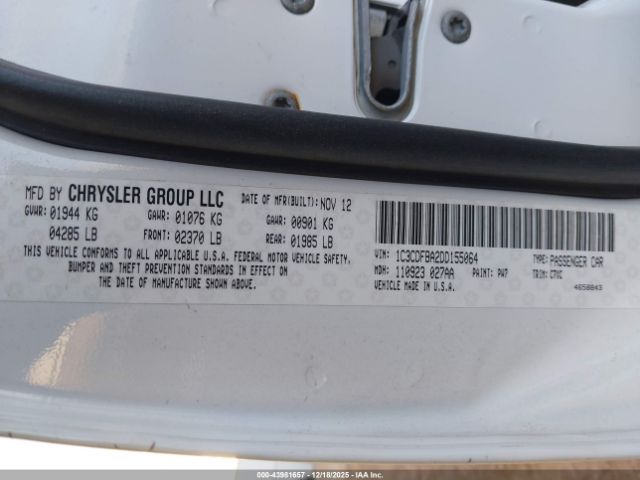 MFD BY CHRYSLER GROUP LLC DATE OF MFR(BUILT): NOV 12
GVWR: 01944 KG GAWR: 01076 KG GAWR: 00901 KG
04285 LB FRONT: 02370 LB REAR: 01985 LB
THIS VEHICLE CONFORMS TO ALL APPLICABLE U.S.A. FEDERAL MOTOR VEHICLE SAFETY,
BUMPER AND THEFT PREVENTION STANDARDS IN EFFECT ON
THE DATE OF MANUFACTURE SHOWN ABOVE.
VIN: 1C3CDFBA2DD155064 TYPE: PASSENGER CAR
MDH: 110923 027AA PAINT: PW7 TRIM: C7XC
VEHICLE MADE IN U.S.A. 4658843
000-43981657 - 12/18/2025 - IAA Inc.